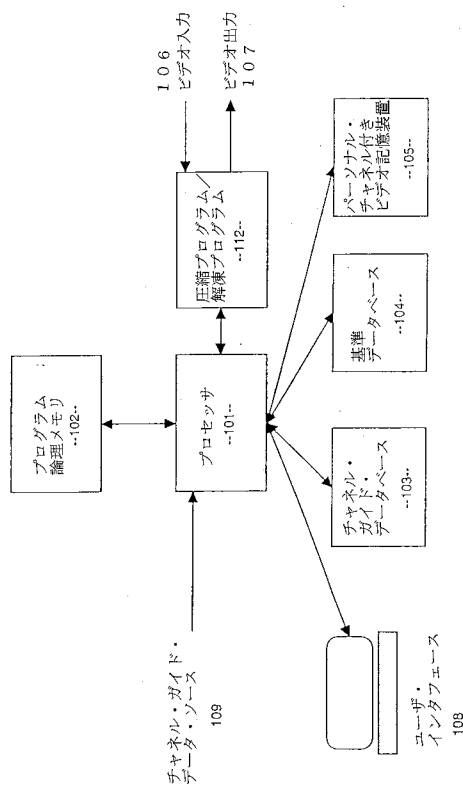 プログラム
論理メモリ
--102--
106
ビデオ入力
ビデオ出力
107
チャネル・ガイド・
データ・ソース
109
プロセッサ
--101--
圧縮プログラム／
解凍プログラム
--112--
ユーザ・
インタフェース
108
チャネル・
ガイド・
データベース
--103--
基準
データベース
--104--
パーソナル・
チャネル付き
ビデオ記憶装置
--105--